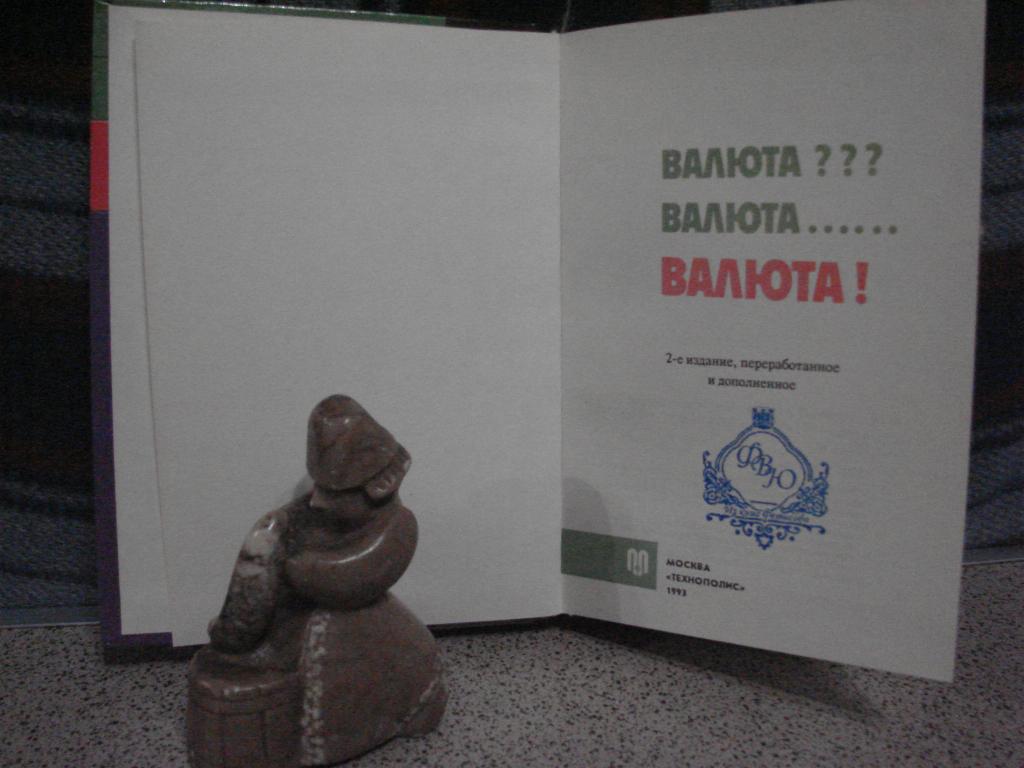 ВАЛЮТА ???
ВАЛЮТА ......
ВАЛЮТА !
2-е издание, переработанное
и дополненное
ФВЮ
МОСКВА
«ТЕХНОПОЛИС»
1993